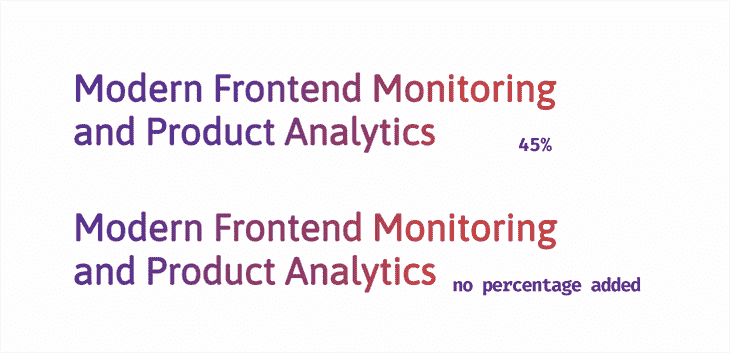 Modern Frontend Monitoring
and Product Analytics
45%
Modern Frontend Monitoring
and Product Analytics
no percentage added